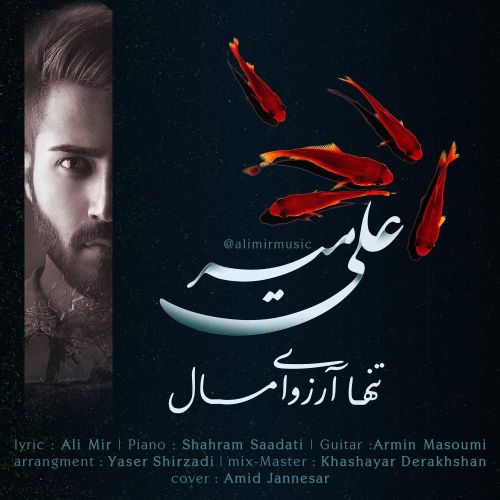 @alimirmusic
علی میر
تنها آرزوی امسال
lyric : Ali Mir | Piano : Shahram Saadati | Guitar :Armin Masoumi
arrangment : Yaser Shirzadi | mix-Master : Khashayar Derakhshan
cover : Amid Jannesar